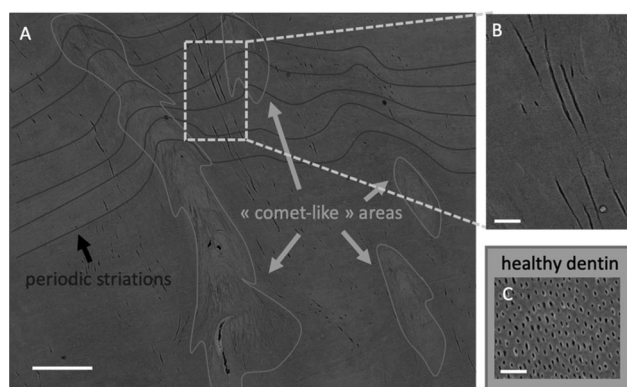 A
B
« comet-like » areas
periodic striations
healthy dentin
C